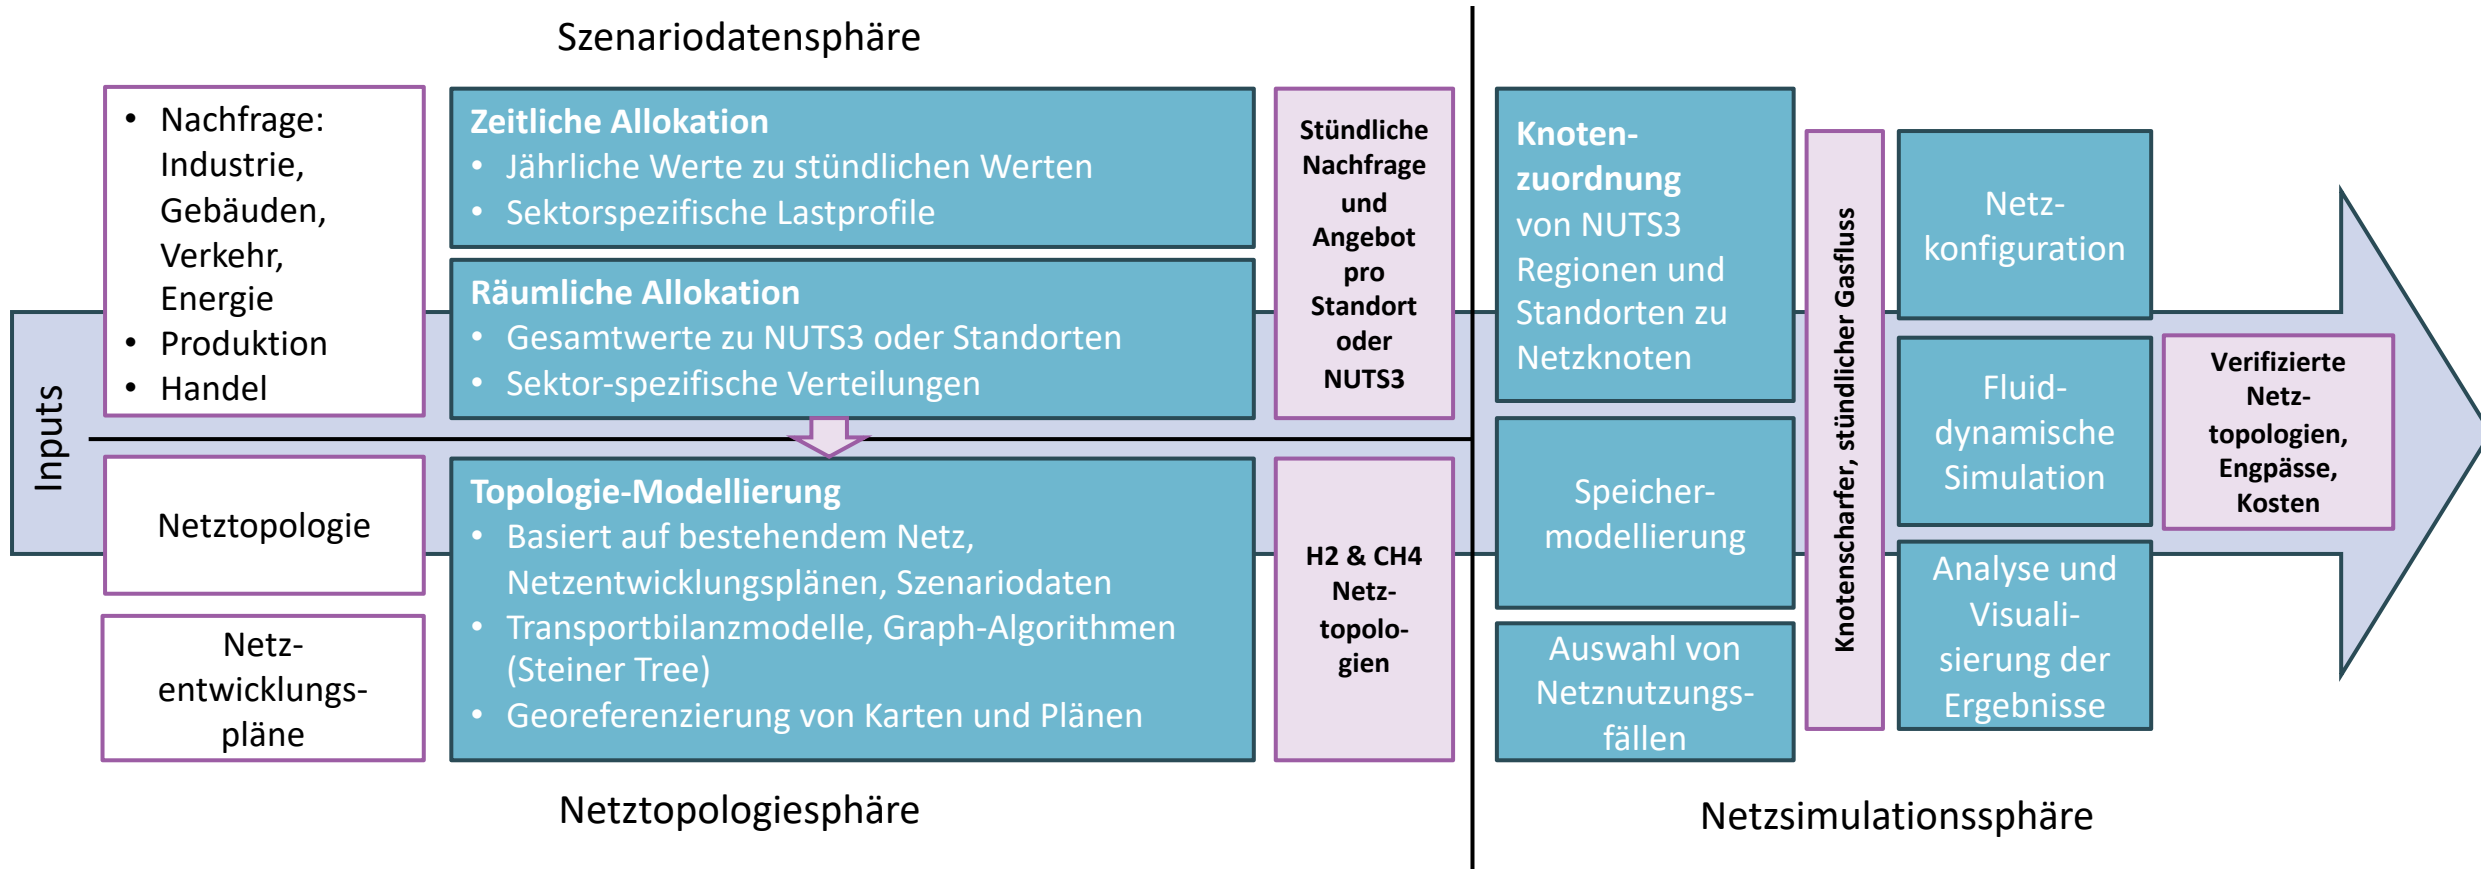 Szenariodatensphäre
Inputs
• Nachfrage:
Industrie,
Gebäuden,
Verkehr,
Energie
• Produktion
• Handel
Zeitliche Allokation
• Jährliche Werte zu stündlichen Werten
• Sektorspezifische Lastprofile
Räumliche Allokation
• Gesamtwerte zu NUTS3 oder Standorten
• Sektor-spezifische Verteilungen
Stündliche
Nachfrage
und
Angebot
pro
Standort
oder
NUTS3
Netztopologie
Netz-
entwicklungs-
pläne
Topologie-Modellierung
• Basiert auf bestehendem Netz,
Netzentwicklungsplänen, Szenariodaten
• Transportbilanzmodelle, Graph-Algorithmen
(Steiner Tree)
• Georeferenzierung von Karten und Plänen
H2 & CH4
Netz-
topolo-
gien
Netztopologiesphäre
Knoten-
zuordnung
von NUTS3
Regionen und
Standorten zu
Netzknoten
Speicher-
modellierung
Auswahl von
Netznutzungs-
fällen
Knotenscharfer, stündlicher Gasfluss
Netz-
konfiguration
Fluid-
dynamische
Simulation
Analyse und
Visuali-
sierung der
Ergebnisse
Verifizierte
Netz-
topologien,
Engpässe,
Kosten
Netzsimulationssphäre